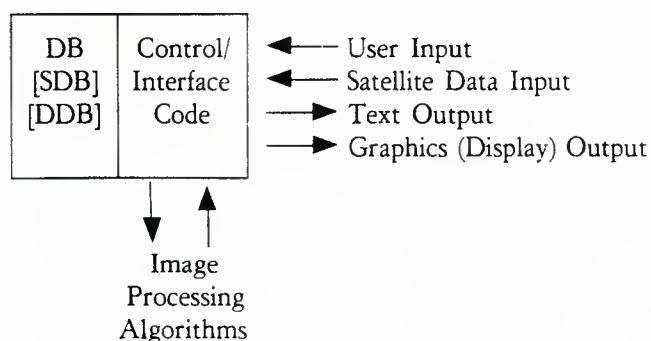 DB
[SDB]
[DDB]
Control/
Interface
Code
User Input
Satellite Data Input
Text Output
Graphics (Display) Output
Image
Processing
Algorithms